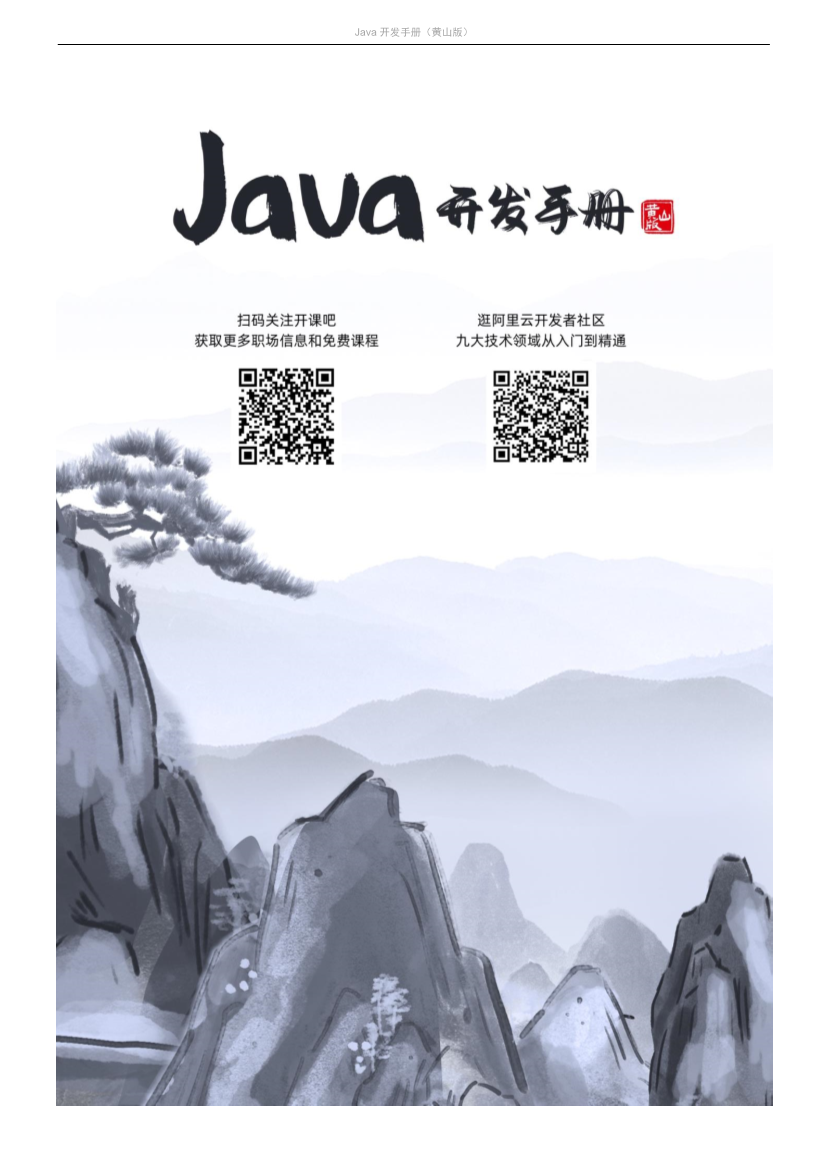 Java 开发手册（黄山版）
Java 开发手册 黄山版
扫码关注开课吧
获取更多职场信息和免费课程
逛阿里云开发者社区
九大技术领域从入门到精通